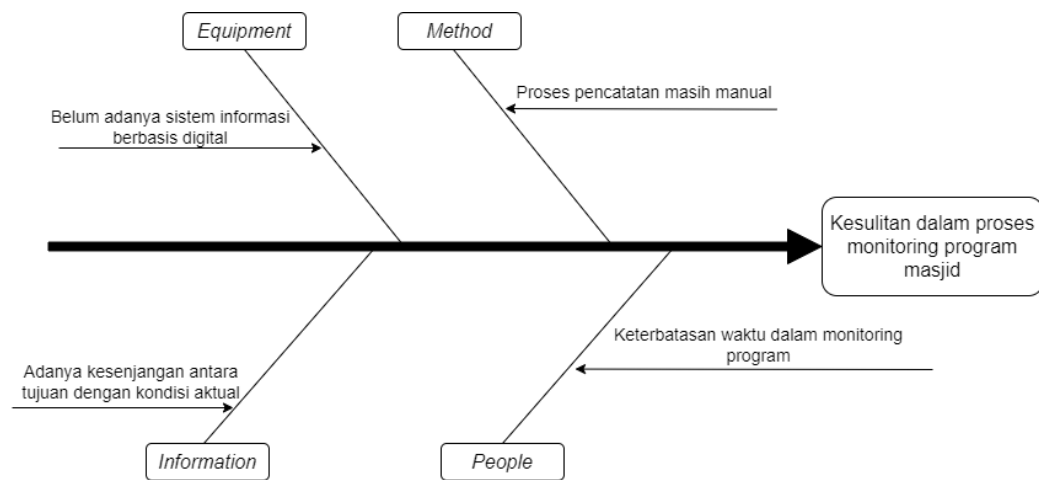 Equipment
Method
Proses pencatatan masih manual
Belum adanya sistem informasi
berbasis digital
Kesulitan dalam proses
monitoring program
masjid
Keterbatasan waktu dalam monitoring
program
Adanya kesenjangan antara
tujuan dengan kondisi aktual
Information
People